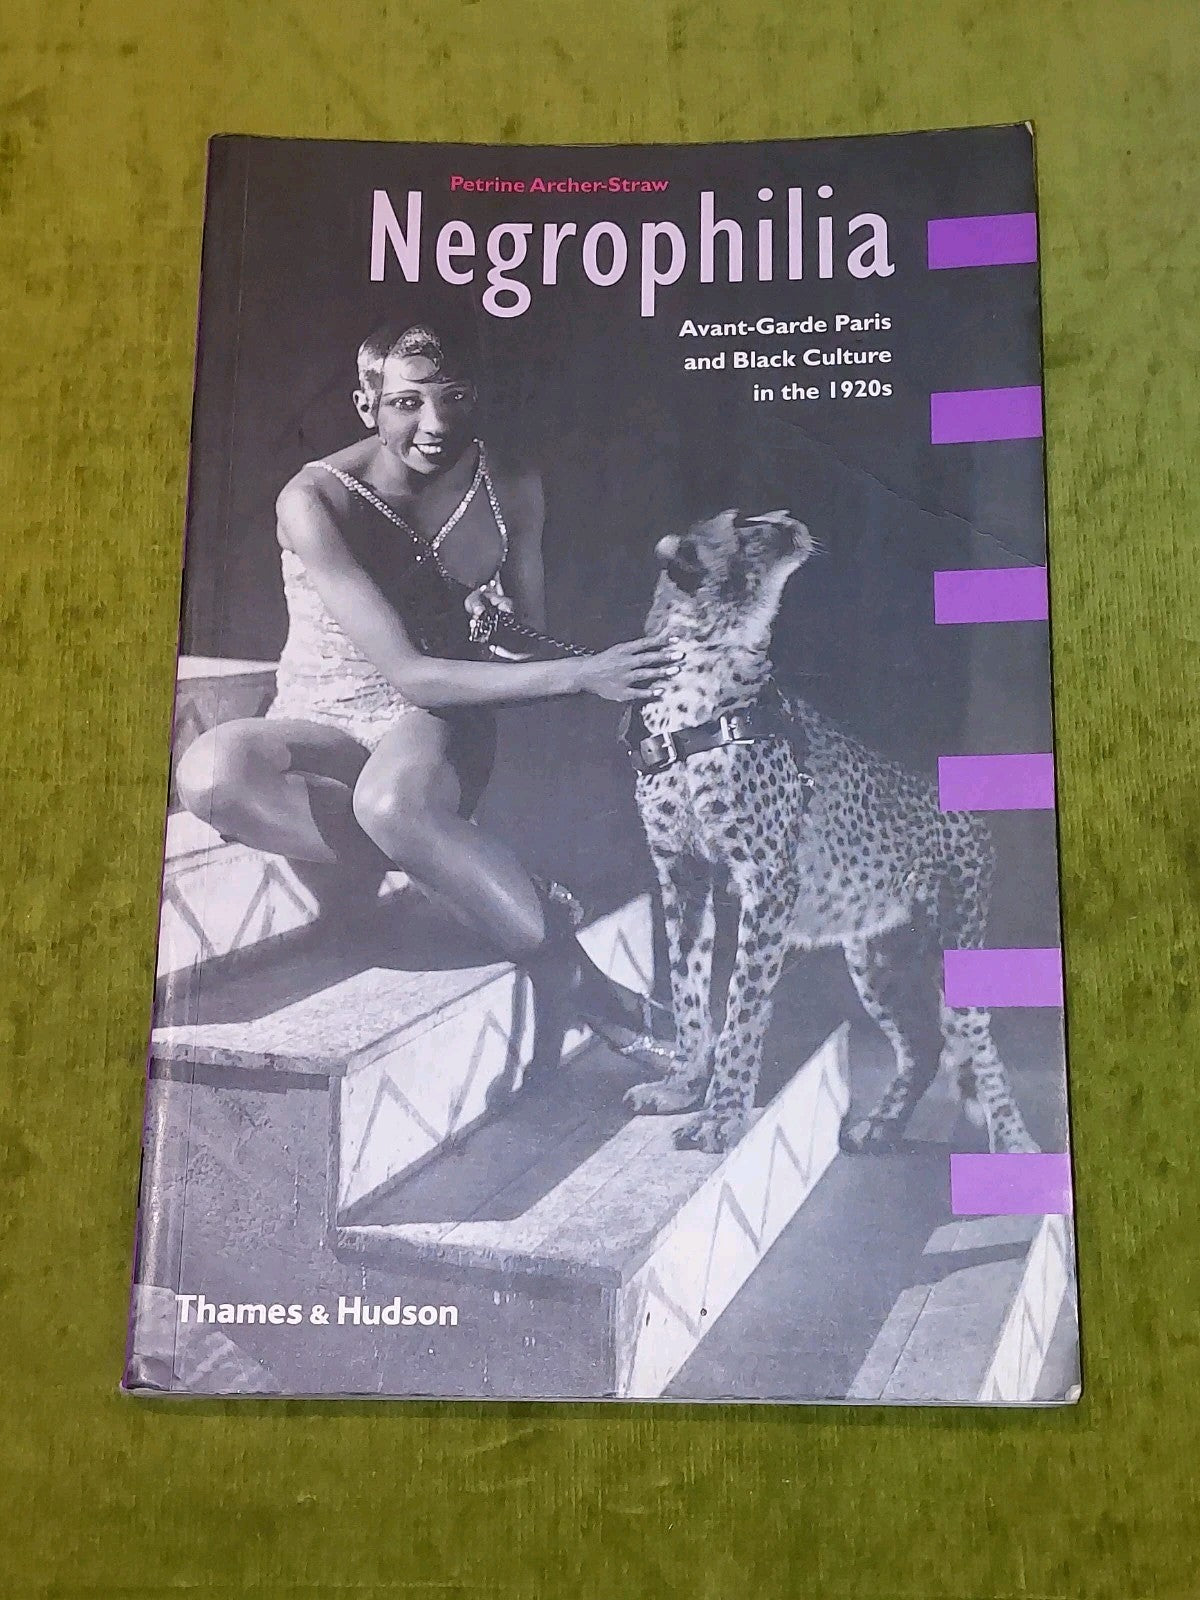 Petrine Archer-Straw
Negrophilia
Avant-Garde Paris
and Black Culture
in the 1920s
Thames & Hudson